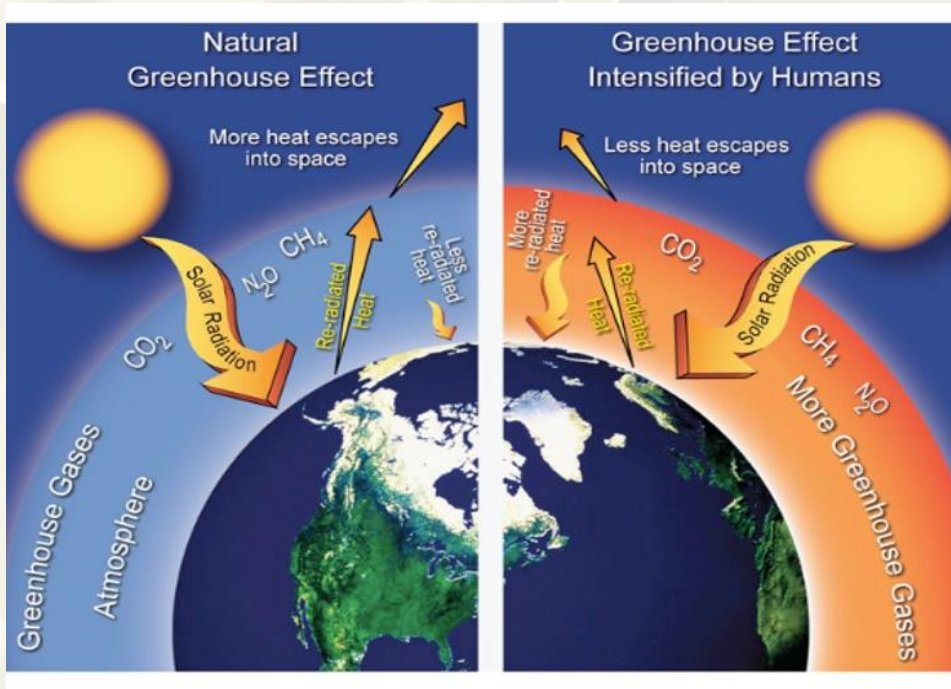 Natural
Greenhouse Effect
More heat escapes
into space
Solar Radiation
CO₂
N₂O
CH₄
Re-radiated
Heat
Less
re-radiated
heat
Greenhouse Gases
Atmosphere
Greenhouse Effect
Intensified by Humans
Less heat escapes
into space
More
re-radiated
heat
Re-radiated
Heat
CO₂
Solar Radiation
CH₄
N₂O
More Greenhouse Gases